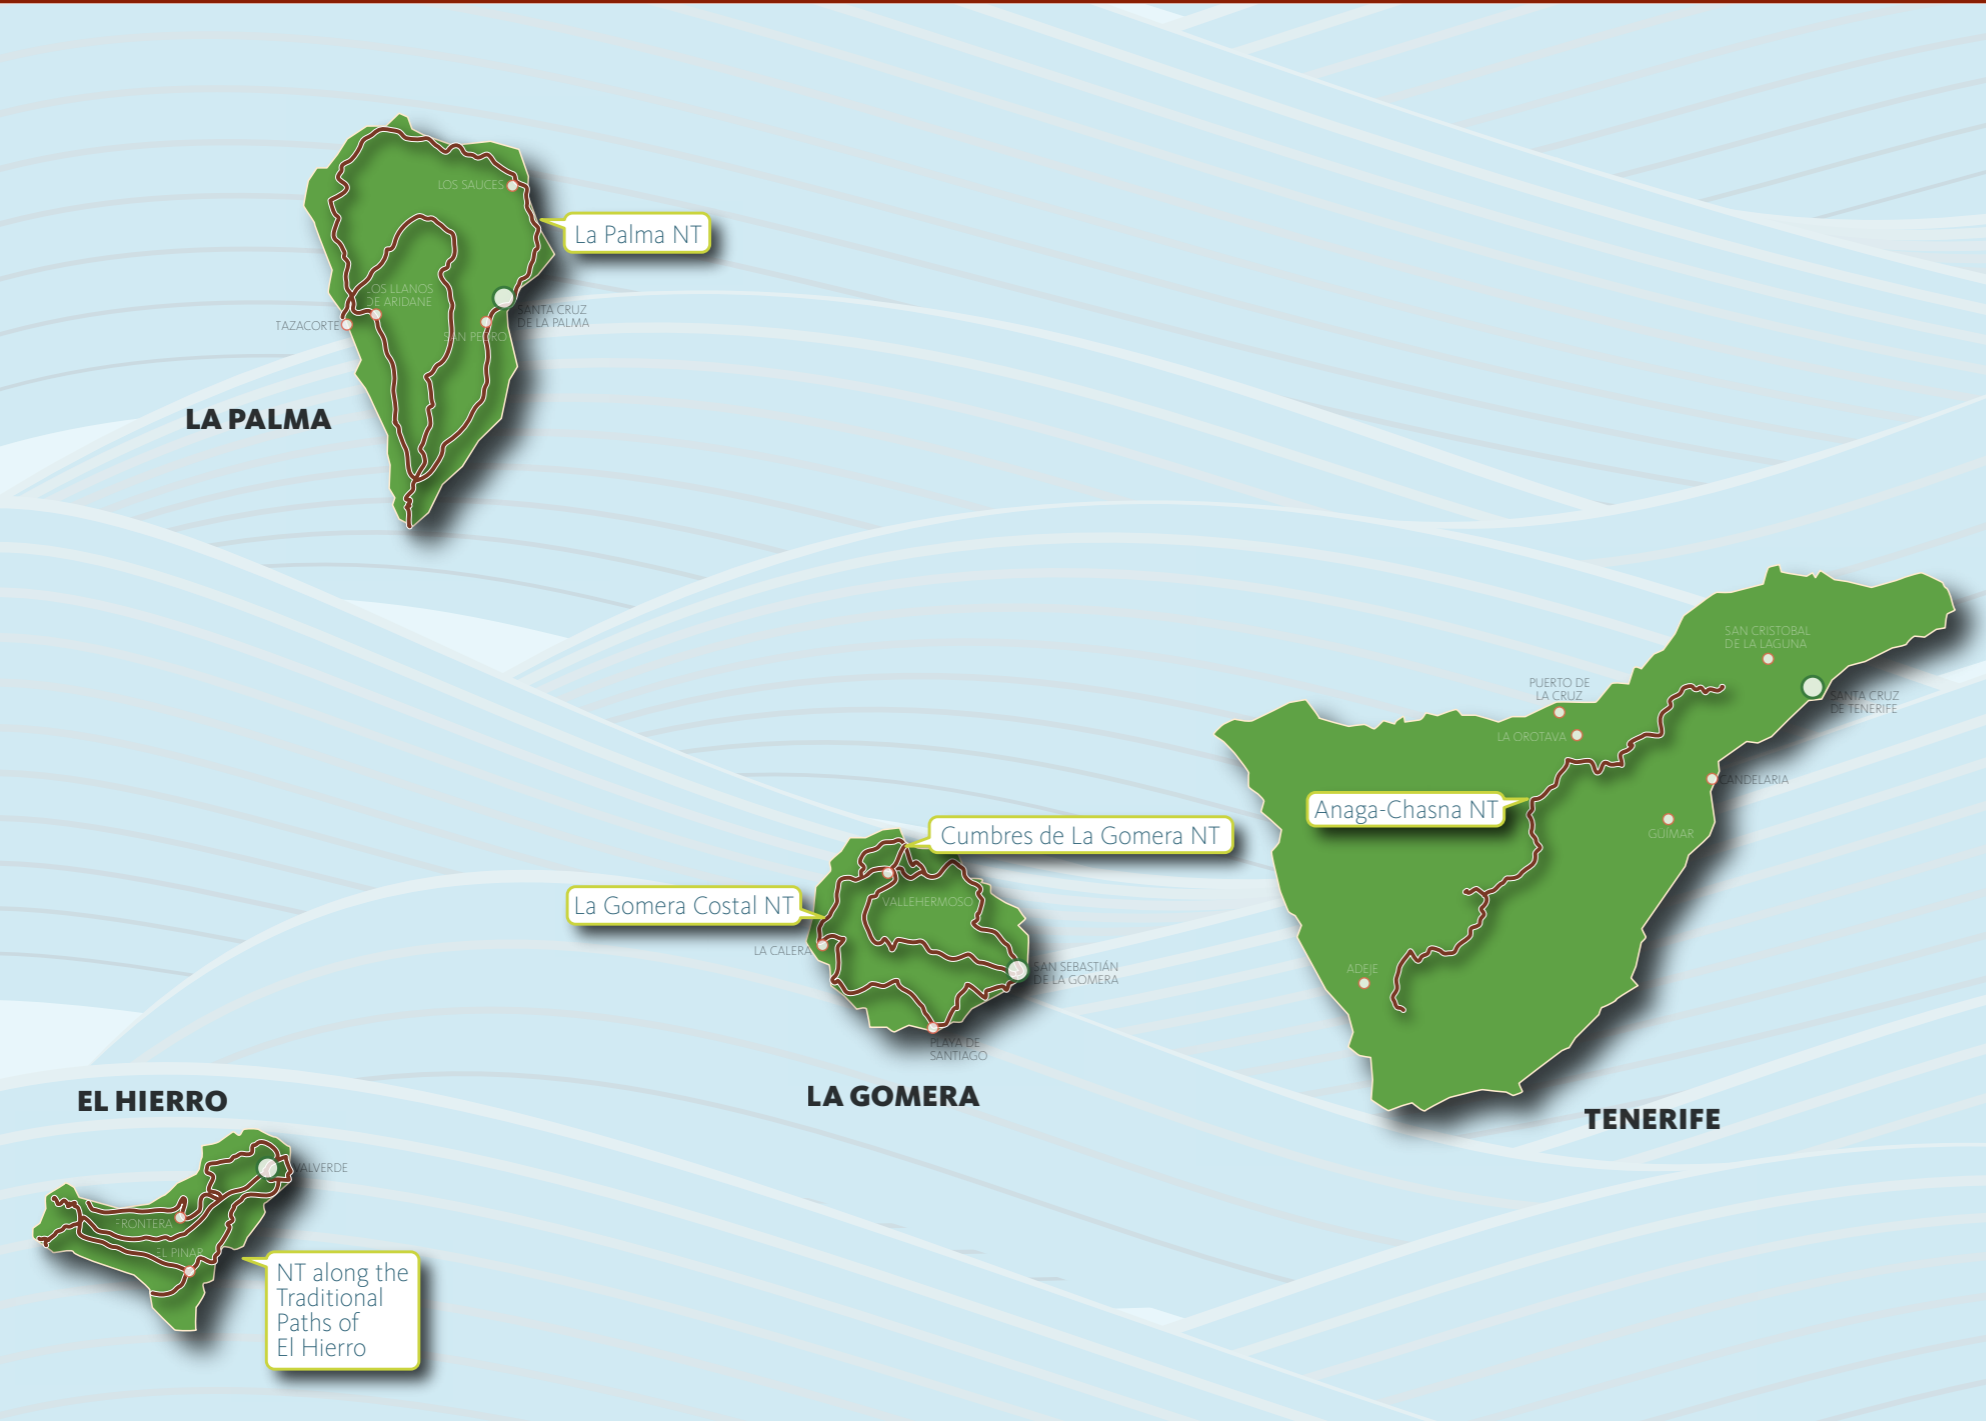 LOS SAUCES
La Palma NT
LOS LLANOS
DE ARIDANE
SANTA CRUZ
DE LA PALMA
TAZACORTE
SAN PEDRO
LA PALMA
SAN CRISTOBAL
DE LA LAGUNA
PUERTO DE
LA CRUZ
SANTA CRUZ
DE TENERIFE
LA OROTAVA
CANDELARIA
Anaga-Chasna NT
GÜÍMAR
ADEJE
TENERIFE
Cumbres de La Gomera NT
La Gomera Costal NT
VALLEHERMOSO
LA CALERA
SAN SEBASTIÁN
DE LA GOMERA
PLAYA DE
SANTIAGO
LA GOMERA
EL HIERRO
VALVERDE
FRONTERA
EL PINAR
NT along the
Traditional
Paths of
El Hierro